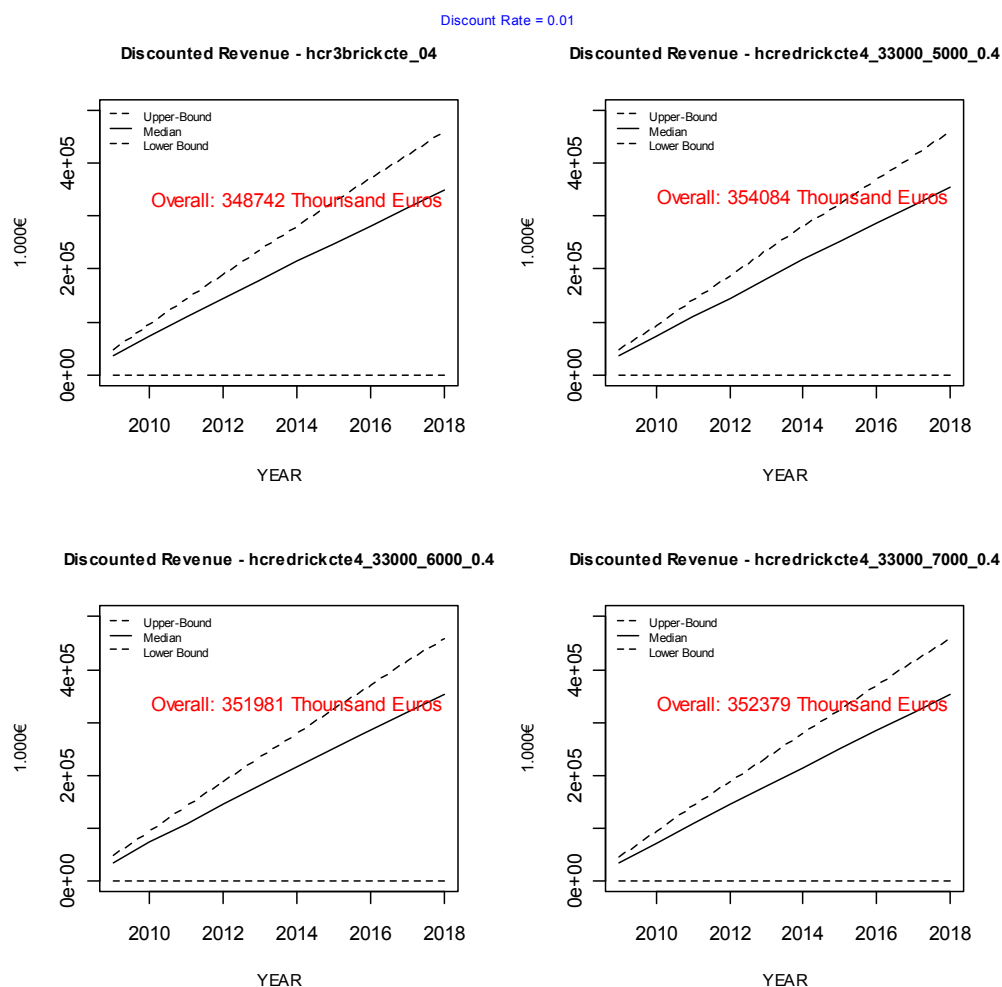 Discount Rate = 0.01
Discounted Revenue - hcr3brickcte_04
Upper-Bound
Median
Lower Bound
Overall: 348742 Thounsand Euros
1.000€
0e+00 2e+05 4e+05
2010 2012 2014 2016 2018
YEAR
Discounted Revenue - hcredrickcte4_33000_5000_0.4
Upper-Bound
Median
Lower Bound
Overall: 354084 Thounsand Euros
1.000€
0e+00 2e+05 4e+05
2010 2012 2014 2016 2018
YEAR
Discounted Revenue - hcredrickcte4_33000_6000_0.4
Upper-Bound
Median
Lower Bound
Overall: 351981 Thounsand Euros
1.000€
0e+00 2e+05 4e+05
2010 2012 2014 2016 2018
YEAR
Discounted Revenue - hcredrickcte4_33000_7000_0.4
Upper-Bound
Median
Lower Bound
Overall: 352379 Thounsand Euros
1.000€
0e+00 2e+05 4e+05
2010 2012 2014 2016 2018
YEAR